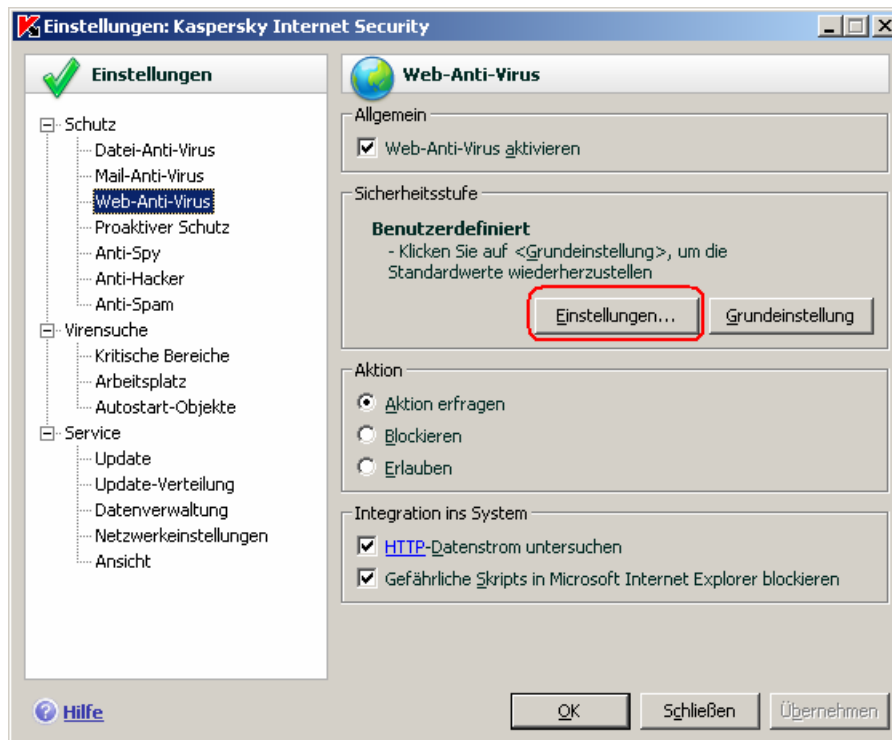 Einstellungen: Kaspersky Internet Security
Einstellungen
Schutz
Datei-Anti-Virus
Mail-Anti-Virus
Web-Anti-Virus
Proaktiver Schutz
Anti-Spy
Anti-Hacker
Anti-Spam
Virensuche
Kritische Bereiche
Arbeitsplatz
Autostart-Objekte
Service
Update
Update-Verteilung
Datenverwaltung
Netzwerkeinstellungen
Ansicht
Web-Anti-Virus
Allgemein
Web-Anti-Virus aktivieren
Sicherheitsstufe
Benutzerdefiniert
- Klicken Sie auf <Grundeinstellung>, um die
Standardwerte wiederherzustellen
Einstellungen... Grundeinstellung
Aktion
Aktion erfragen
Blockieren
Erlauben
Integration ins System
HTTP-Datenstrom untersuchen
Gefährliche Skripts in Microsoft Internet Explorer blockieren
Hilfe OK Schließen Übernehmen